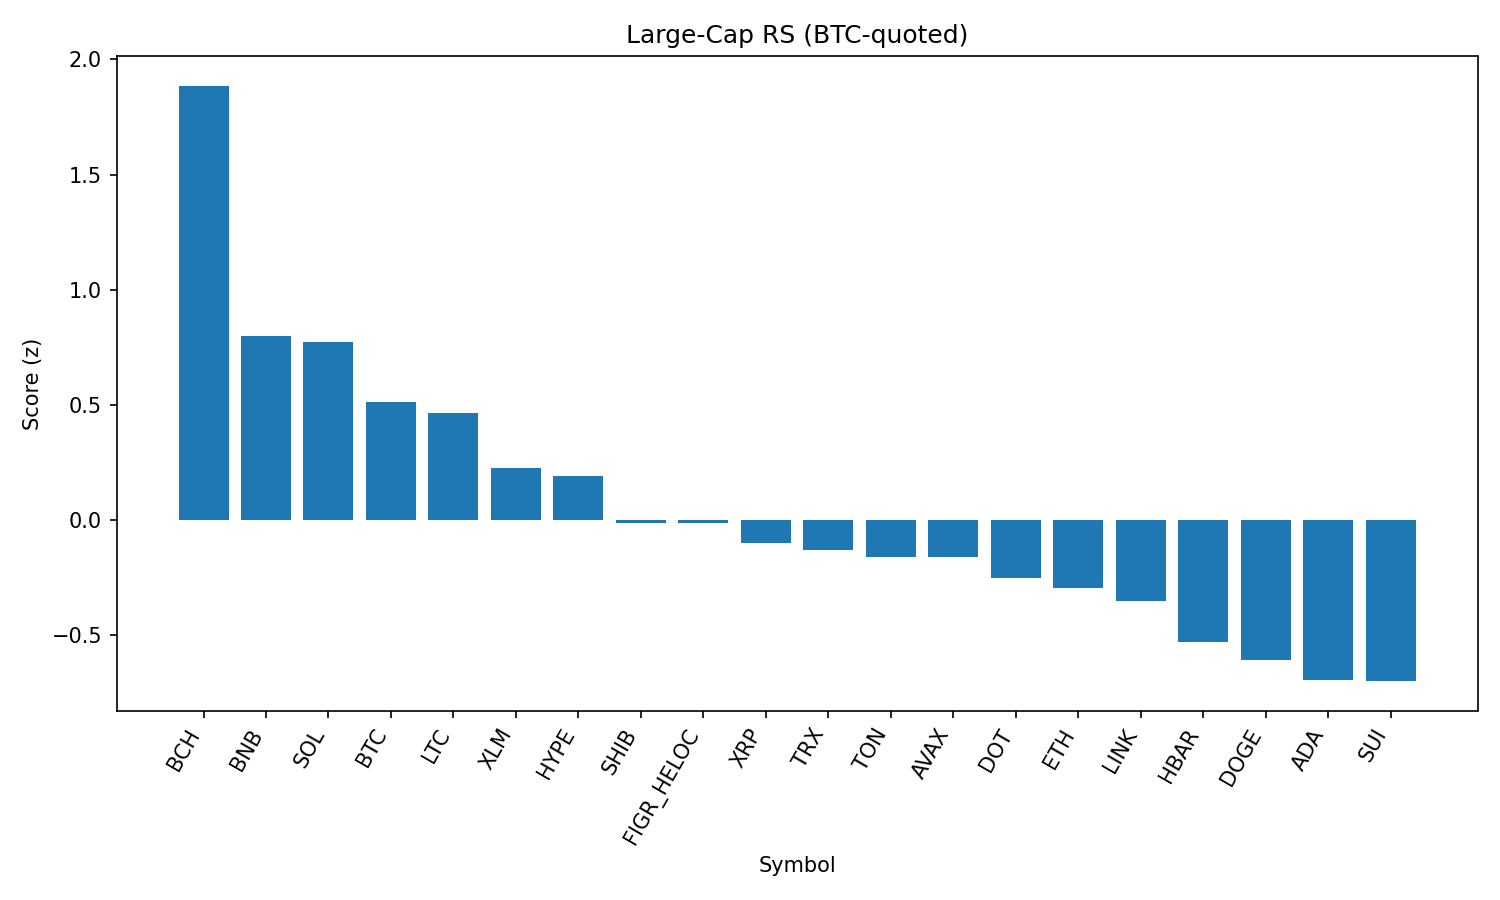 Large-Cap RS (BTC-quoted)
Score (z)
2.0
1.5
1.0
0.5
0.0
−0.5
BCH
BNB
SOL
BTC
LTC
XLM
HYPE
SHIB
FIGR_HELOC
XRP
TRX
TON
AVAX
DOT
ETH
LINK
HBAR
DOGE
ADA
SUI
Symbol